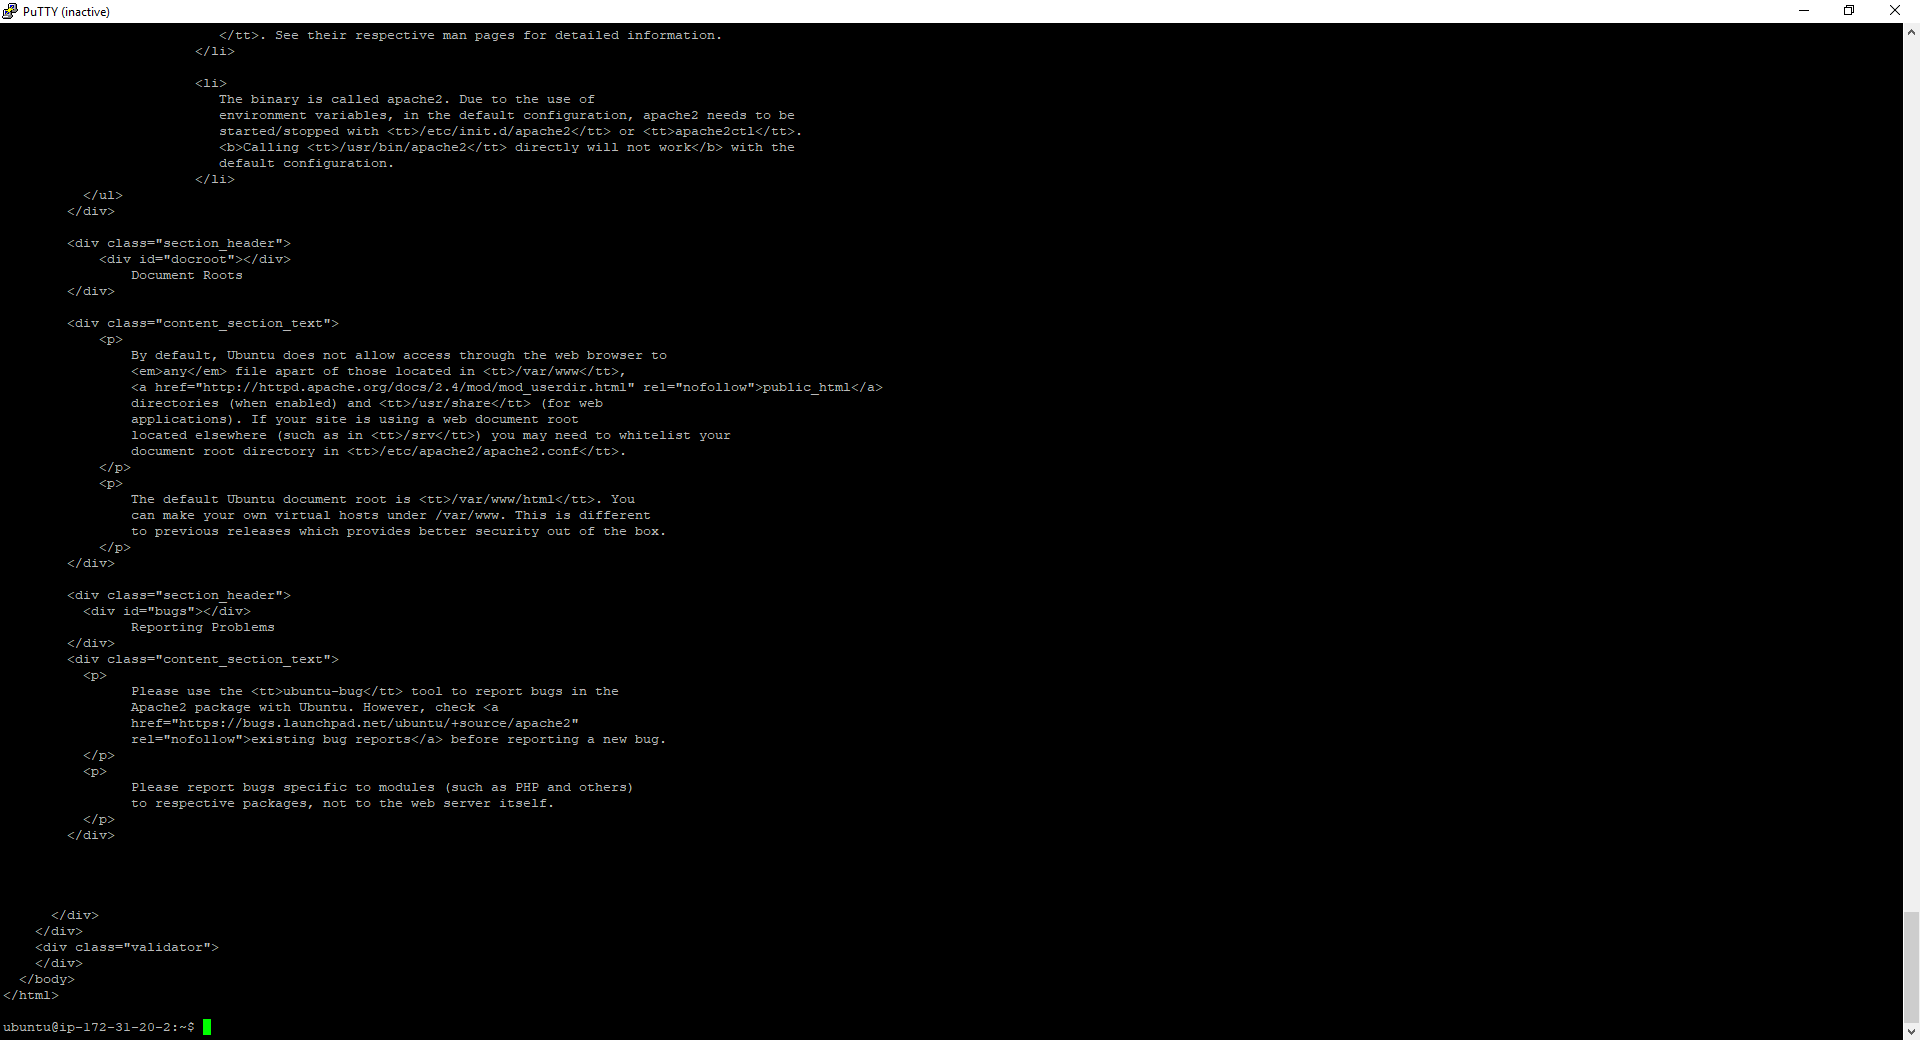 PuTTY (inactive)
</tt>. See their respective man pages for detailed information.
</li>
<li>
The binary is called apache2. Due to the use of
environment variables, in the default configuration, apache2 needs to be
started/stopped with <tt>/etc/init.d/apache2</tt> or <tt>apache2ctl</tt>.
<b>Calling <tt>/usr/bin/apache2</tt> directly will not work</b> with the
default configuration.
</li>
</ul>
</div>
<div class="section_header">
<div id="docroot"></div>
Document Roots
</div>
<div class="content_section_text">
<p>
By default, Ubuntu does not allow access through the web browser to
<em>any</em> file apart of those located in <tt>/var/www</tt>,
<a href="http://httpd.apache.org/docs/2.4/mod/mod_userdir.html" rel="nofollow">public_html</a>
directories (when enabled) and <tt>/usr/share</tt> (for web
applications). If your site is using a web document root
located elsewhere (such as in <tt>/srv</tt>) you may need to whitelist your
document root directory in <tt>/etc/apache2/apache2.conf</tt>.
</p>
<p>
The default Ubuntu document root is <tt>/var/www/html</tt>. You
can make your own virtual hosts under /var/www. This is different
to previous releases which provides better security out of the box.
</p>
</div>
<div class="section_header">
<div id="bugs"></div>
Reporting Problems
</div>
<div class="content_section_text">
<p>
Please use the <tt>ubuntu-bug</tt> tool to report bugs in the
Apache2 package with Ubuntu. However, check <a
href="https://bugs.launchpad.net/ubuntu/+source/apache2"
rel="nofollow">existing bug reports</a> before reporting a new bug.
</p>
<p>
Please report bugs specific to modules (such as PHP and others)
to respective packages, not to the web server itself.
</p>
</div>
</div>
</div>
<div class="validator">
</div>
</body>
</html>
ubuntu@ip-172-31-20-2:~$